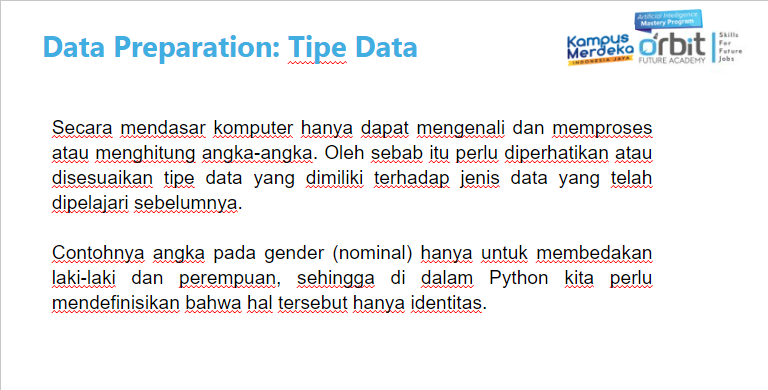 Data Preparation: Tipe Data
Artificial Intelligence
Mastery Program
Kampus
Merdeka
INDONESIA JAYA
orbit
FUTURE ACADEMY
Skills
For
Future
Jobs
Secara mendasar komputer hanya dapat mengenali dan memproses
atau menghitung angka-angka. Oleh sebab itu perlu diperhatikan atau
disesuaikan tipe data yang dimiliki terhadap jenis data yang telah
dipelajari sebelumnya.
Contohnya angka pada gender (nominal) hanya untuk membedakan
laki-laki dan perempuan, sehingga di dalam Python kita perlu
mendefinisikan bahwa hal tersebut hanya identitas.